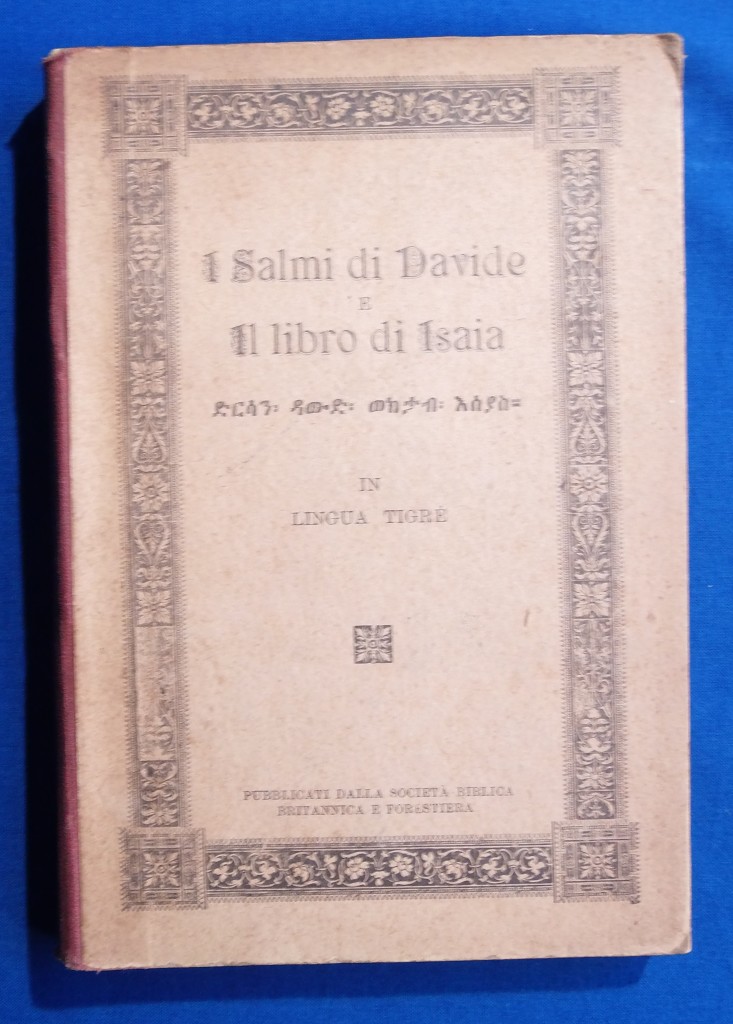 I Salmi di Davide
E
Il libro di Isaia
ድርሳን፡ ዳውድ፡ ወክታብ፡ እሰያስ።
IN
LINGUA TIGRÈ
PUBBLICATI DALLA SOCIETÀ BIBLICA
BRITANNICA E FORESTIERA